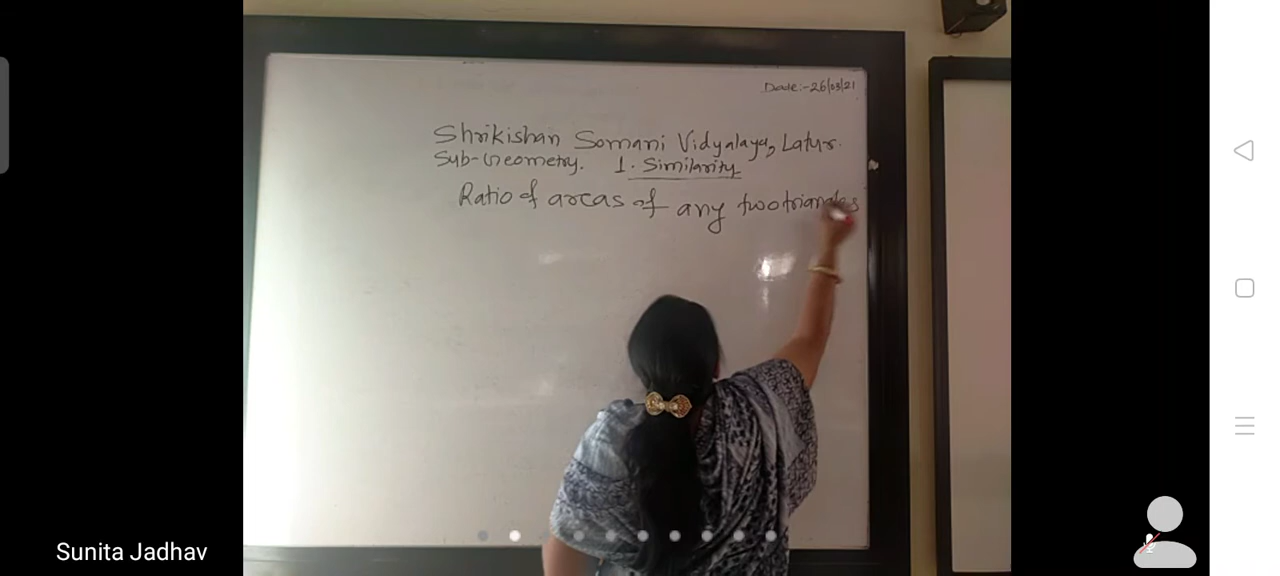 Date:-26/03/21
Shrikishan Somani Vidyalaya, Latur.
Sub-Geometry. 1. Similarity
Ratio of areas of any two triangles
Sunita Jadhav